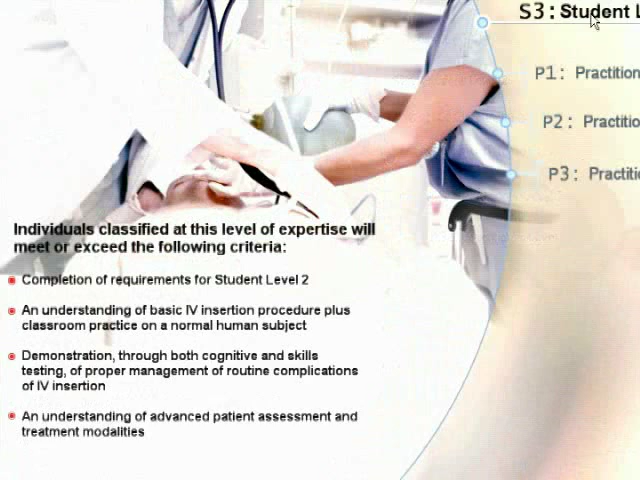 S3: Student L
P1: Practition
P2: Practitio
P3: Practitio
Individuals classified at this level of expertise will
meet or exceed the following criteria:
Completion of requirements for Student Level 2
An understanding of basic IV insertion procedure plus
classroom practice on a normal human subject
Demonstration, through both cognitive and skills
testing, of proper management of routine complications
of IV insertion
An understanding of advanced patient assessment and
treatment modalities